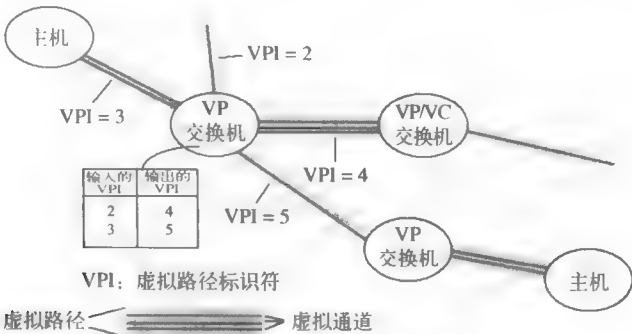 主机
VPI = 2
VPI = 3
VP
交换机
VP/VC
交换机
VPI = 4
输入的
VPI
输出的
VPI
2
4
3
5
VPI = 5
VP
交换机
主机
VPI：虚拟路径标识符
虚拟路径
虚拟通道